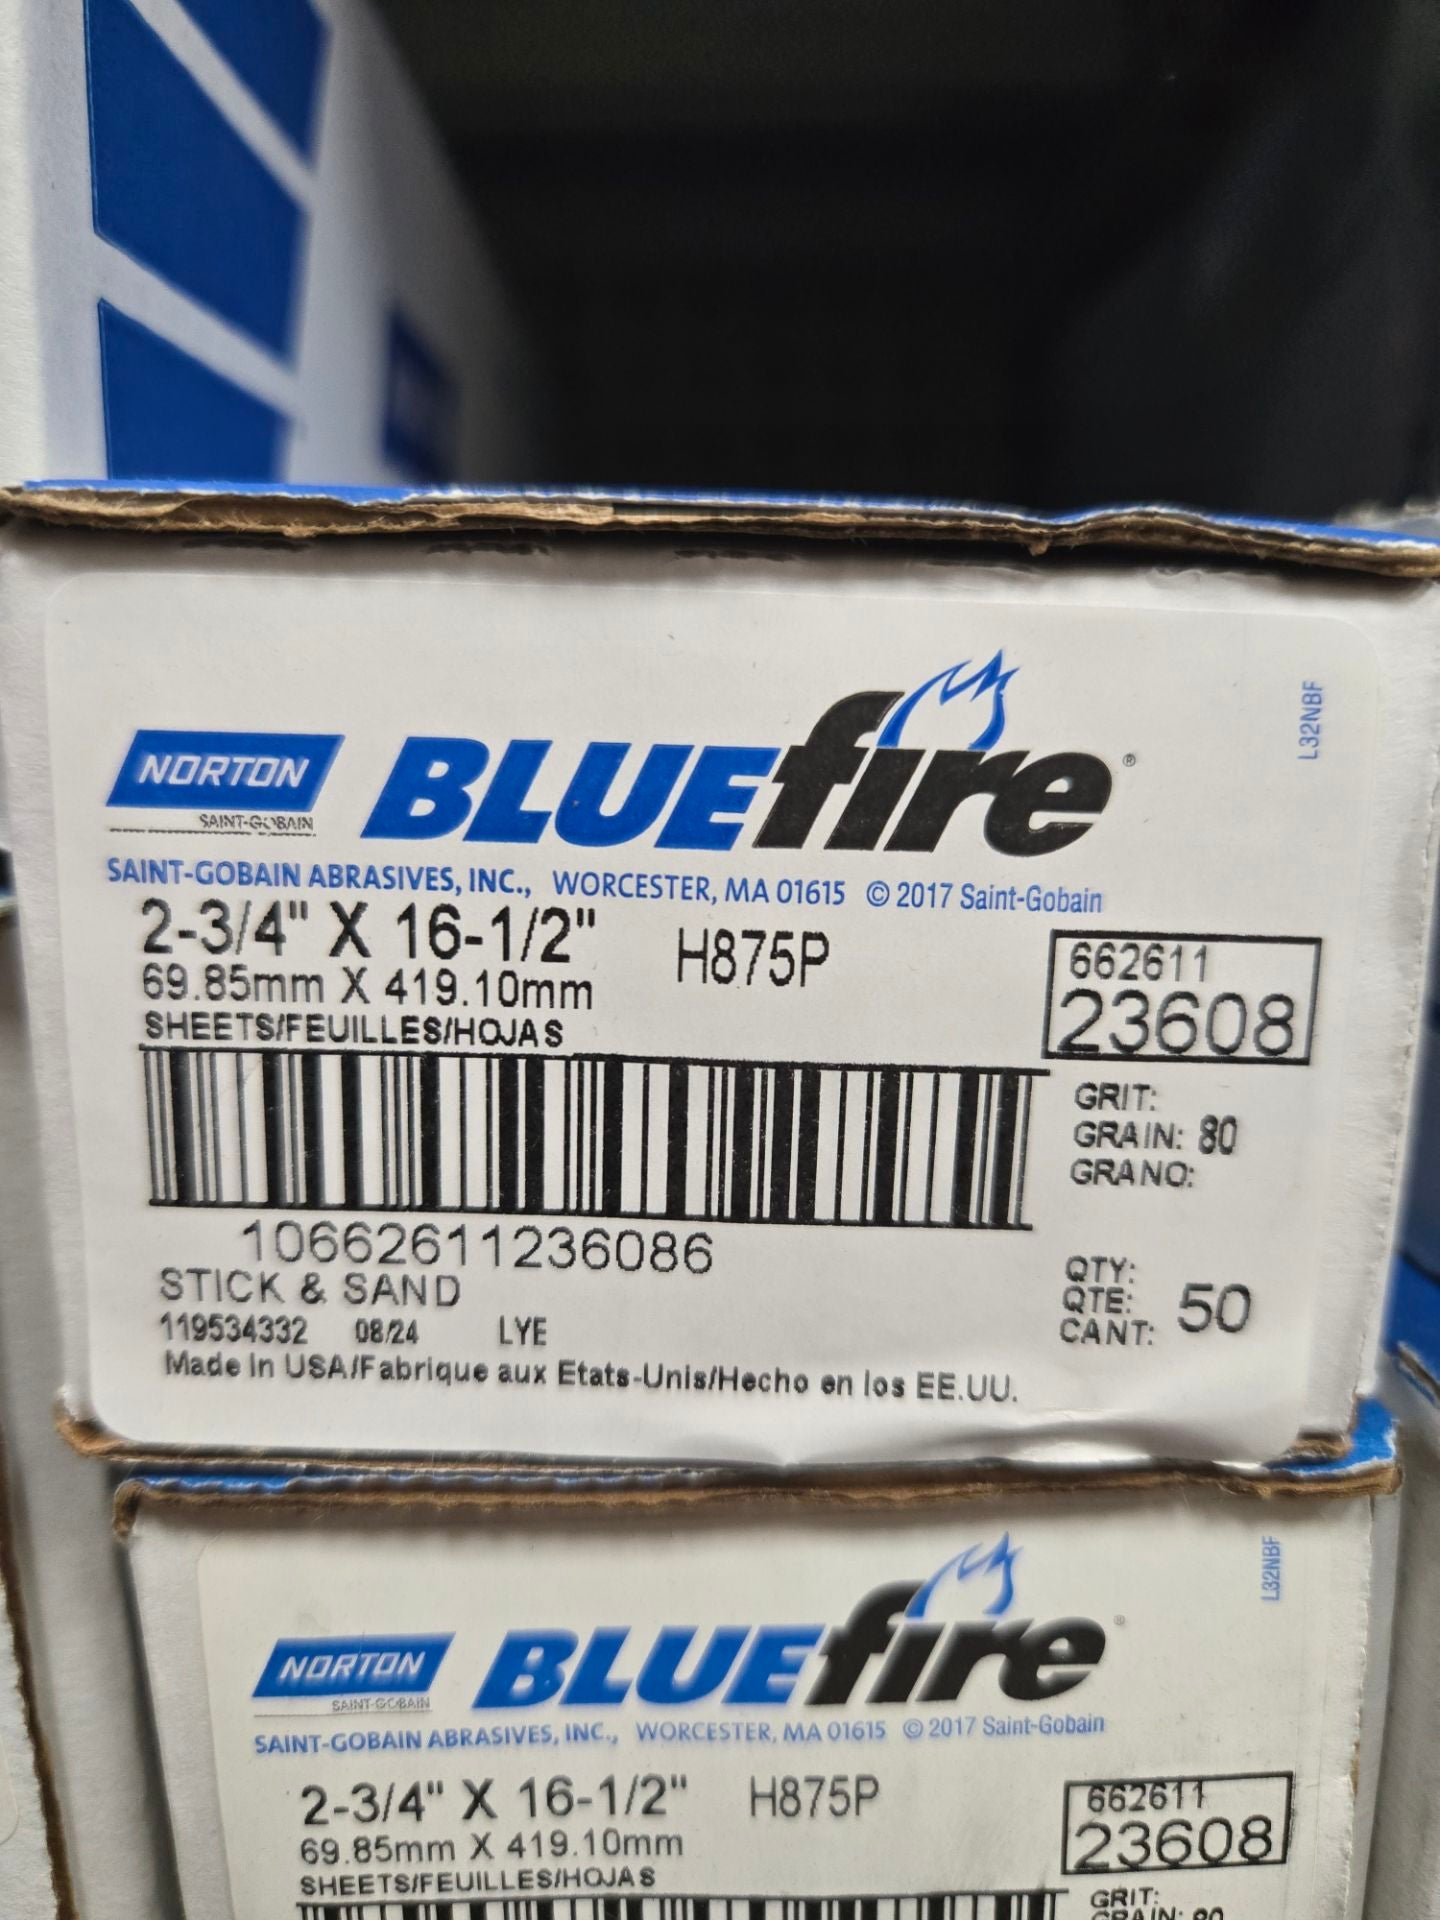 NORTON
SAINT-GOBAIN
BLUEfire®
L32NBF
SAINT-GOBAIN ABRASIVES, INC., WORCESTER, MA 01615 © 2017 Saint-Gobain
2-3/4" X 16-1/2" H875P
69.85mm X 419.10mm
SHEETS/FEUILLES/HOJAS
662611
23608
GRIT:
GRAIN: 80
GRANO:
10662611236086
STICK & SAND
QTY:
QTE: 50
CANT:
119534332 08/24 LYE
Made In USA/Fabrique aux Etats-Unis/Hecho en los EE.UU.
NORTON
SAINT-GOBAIN
BLUEfire®
L32NBF
SAINT-GOBAIN ABRASIVES, INC., WORCESTER, MA 01615 © 2017 Saint-Gobain
2-3/4" X 16-1/2" H875P
69.85mm X 419.10mm
SHEETS/FEUILLES/HOJAS
662611
23608
GRIT:
GRAIN: 80